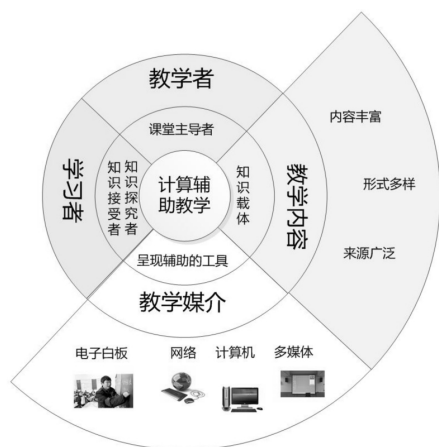 教学者
课堂主导者
学习者
知识接受者
知识探究者
计算辅
助教学
知识载体
教学内容
内容丰富
形式多样
来源广泛
呈现辅助的工具
教学媒介
电子白板
网络
计算机
多媒体